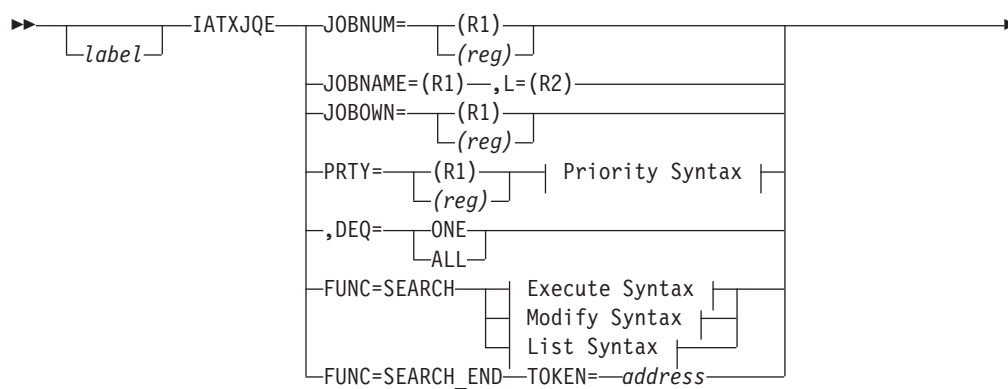 IATXJQE JOBNUM= (R1)
label (reg)
JOBNAME=(R1) ,L=(R2)
JOBOWN= (R1)
(reg)
PRTY= (R1) Priority Syntax
(reg)
,DEQ= ONE
ALL
FUNC=SEARCH Execute Syntax
Modify Syntax
List Syntax
FUNC=SEARCH_END TOKEN= address